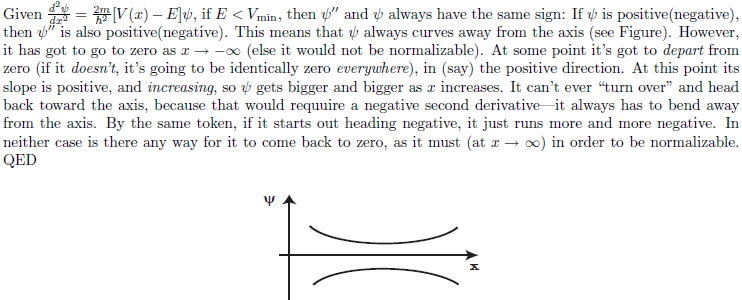 Given d²ψ/dx² = 2m/ħ² [V(x) − E]ψ, if E < Vmin, then ψ′′ and ψ always have the same sign: If ψ is positive(negative),
then ψ′′ is also positive(negative). This means that ψ always curves away from the axis (see Figure). However,
it has got to go to zero as x → −∞ (else it would not be normalizable). At some point it's got to depart from
zero (if it doesn't, it's going to be identically zero everywhere), in (say) the positive direction. At this point its
slope is positive, and increasing, so ψ gets bigger and bigger as x increases. It can't ever “turn over” and head
back toward the axis, because that would requuire a negative second derivative—it always has to bend away
from the axis. By the same token, if it starts out heading negative, it just runs more and more negative. In
neither case is there any way for it to come back to zero, as it must (at x → ∞) in order to be normalizable.
QED
ψ
x